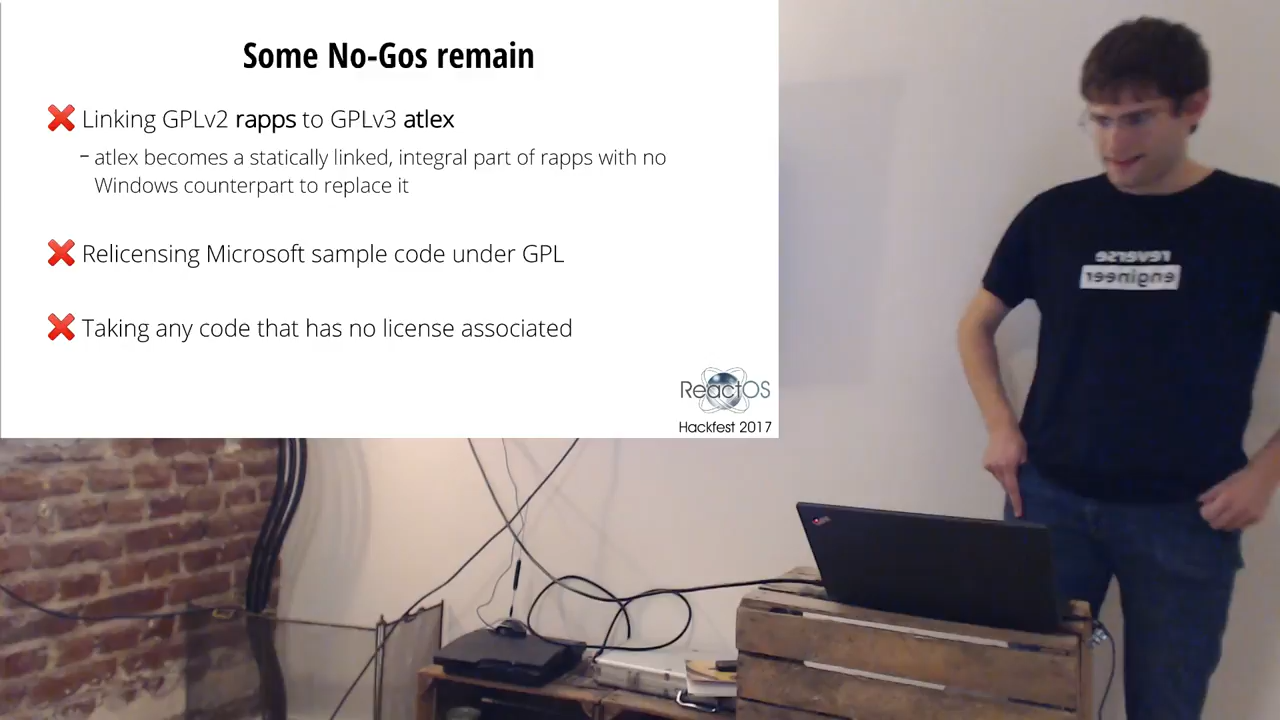 Some No-Gos remain
❌ Linking GPLv2 rapps to GPLv3 atlex
– atlex becomes a statically linked, integral part of rapps with no
Windows counterpart to replace it
❌ Relicensing Microsoft sample code under GPL
❌ Taking any code that has no license associated
ReactOS
Hackfest 2017
reverse
engineer